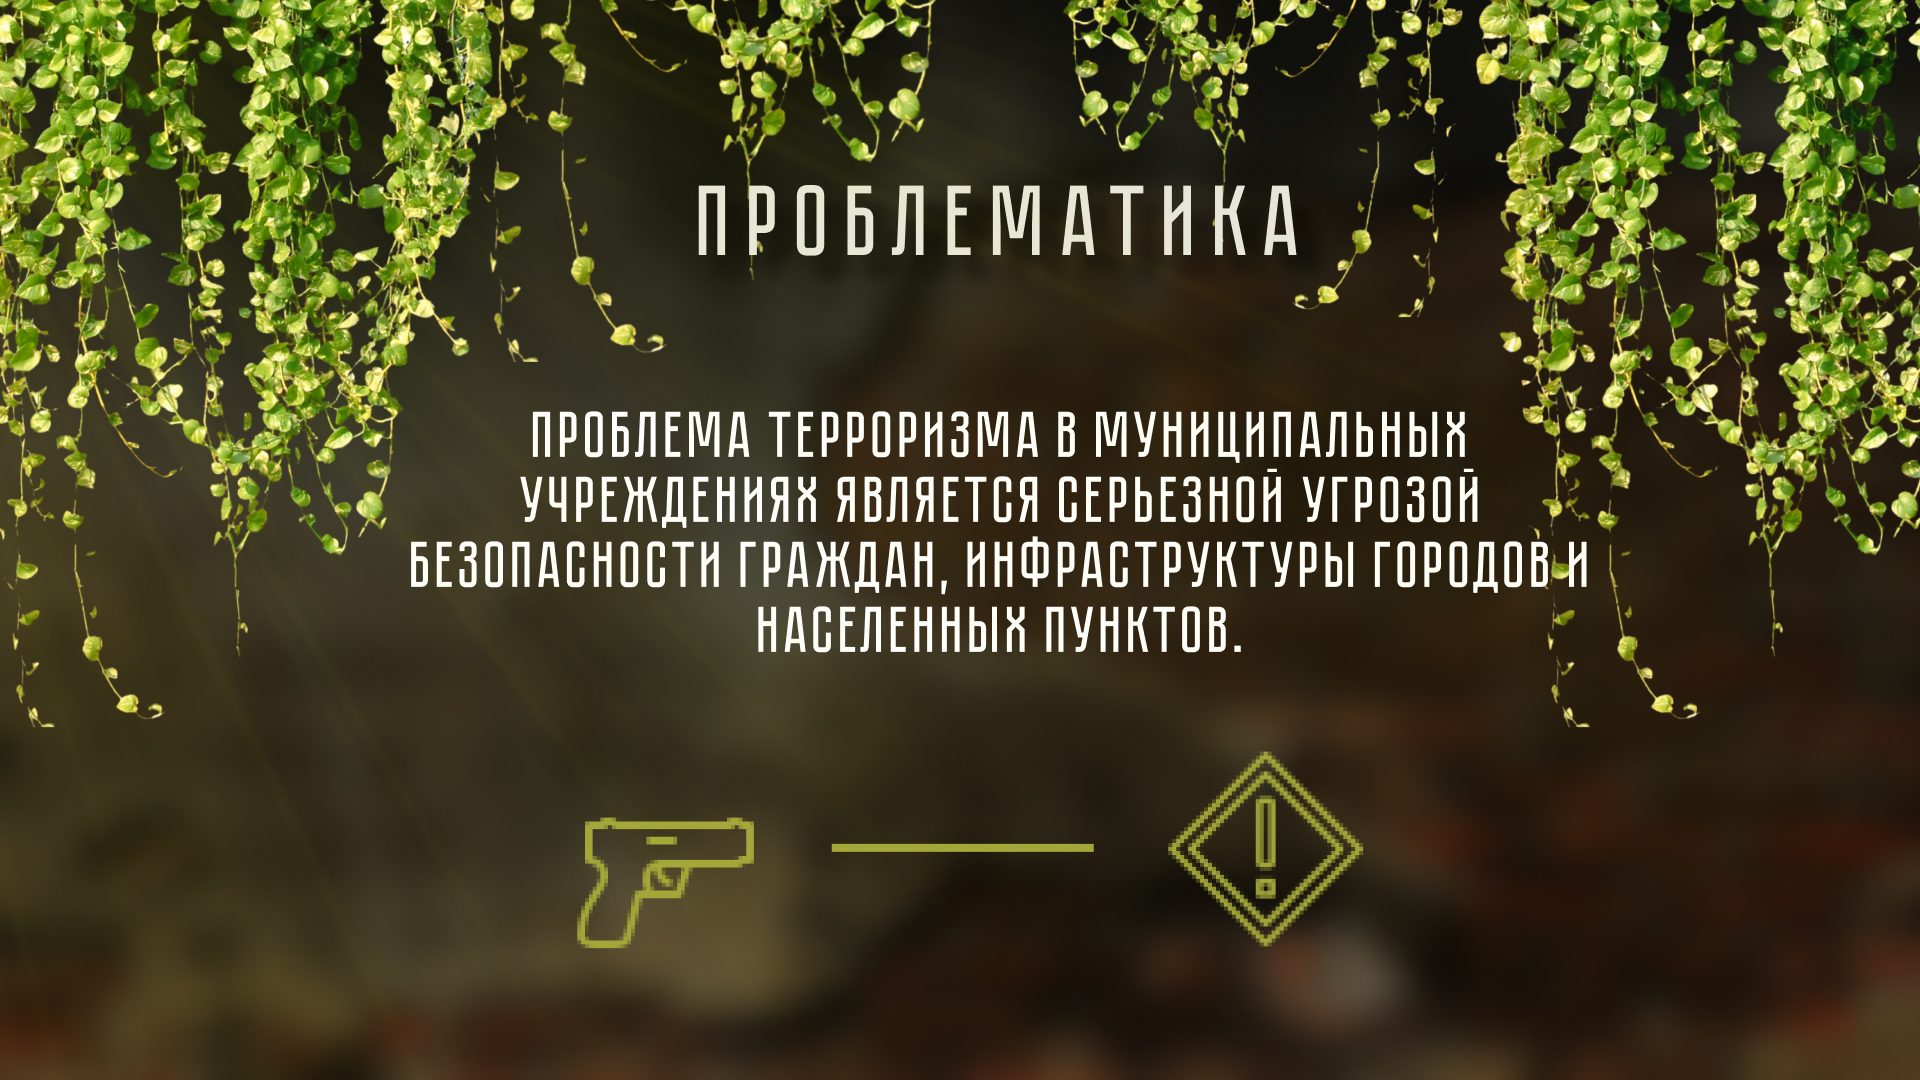 ПРОБЛЕМАТИКА
ПРОБЛЕМА ТЕРРОРИЗМА В МУНИЦИПАЛЬНЫХ
УЧРЕЖДЕНИЯХ ЯВЛЯЕТСЯ СЕРЬЕЗНОЙ УГРОЗОЙ
БЕЗОПАСНОСТИ ГРАЖДАН, ИНФРАСТРУКТУРЫ ГОРОДОВ И
НАСЕЛЕННЫХ ПУНКТОВ.